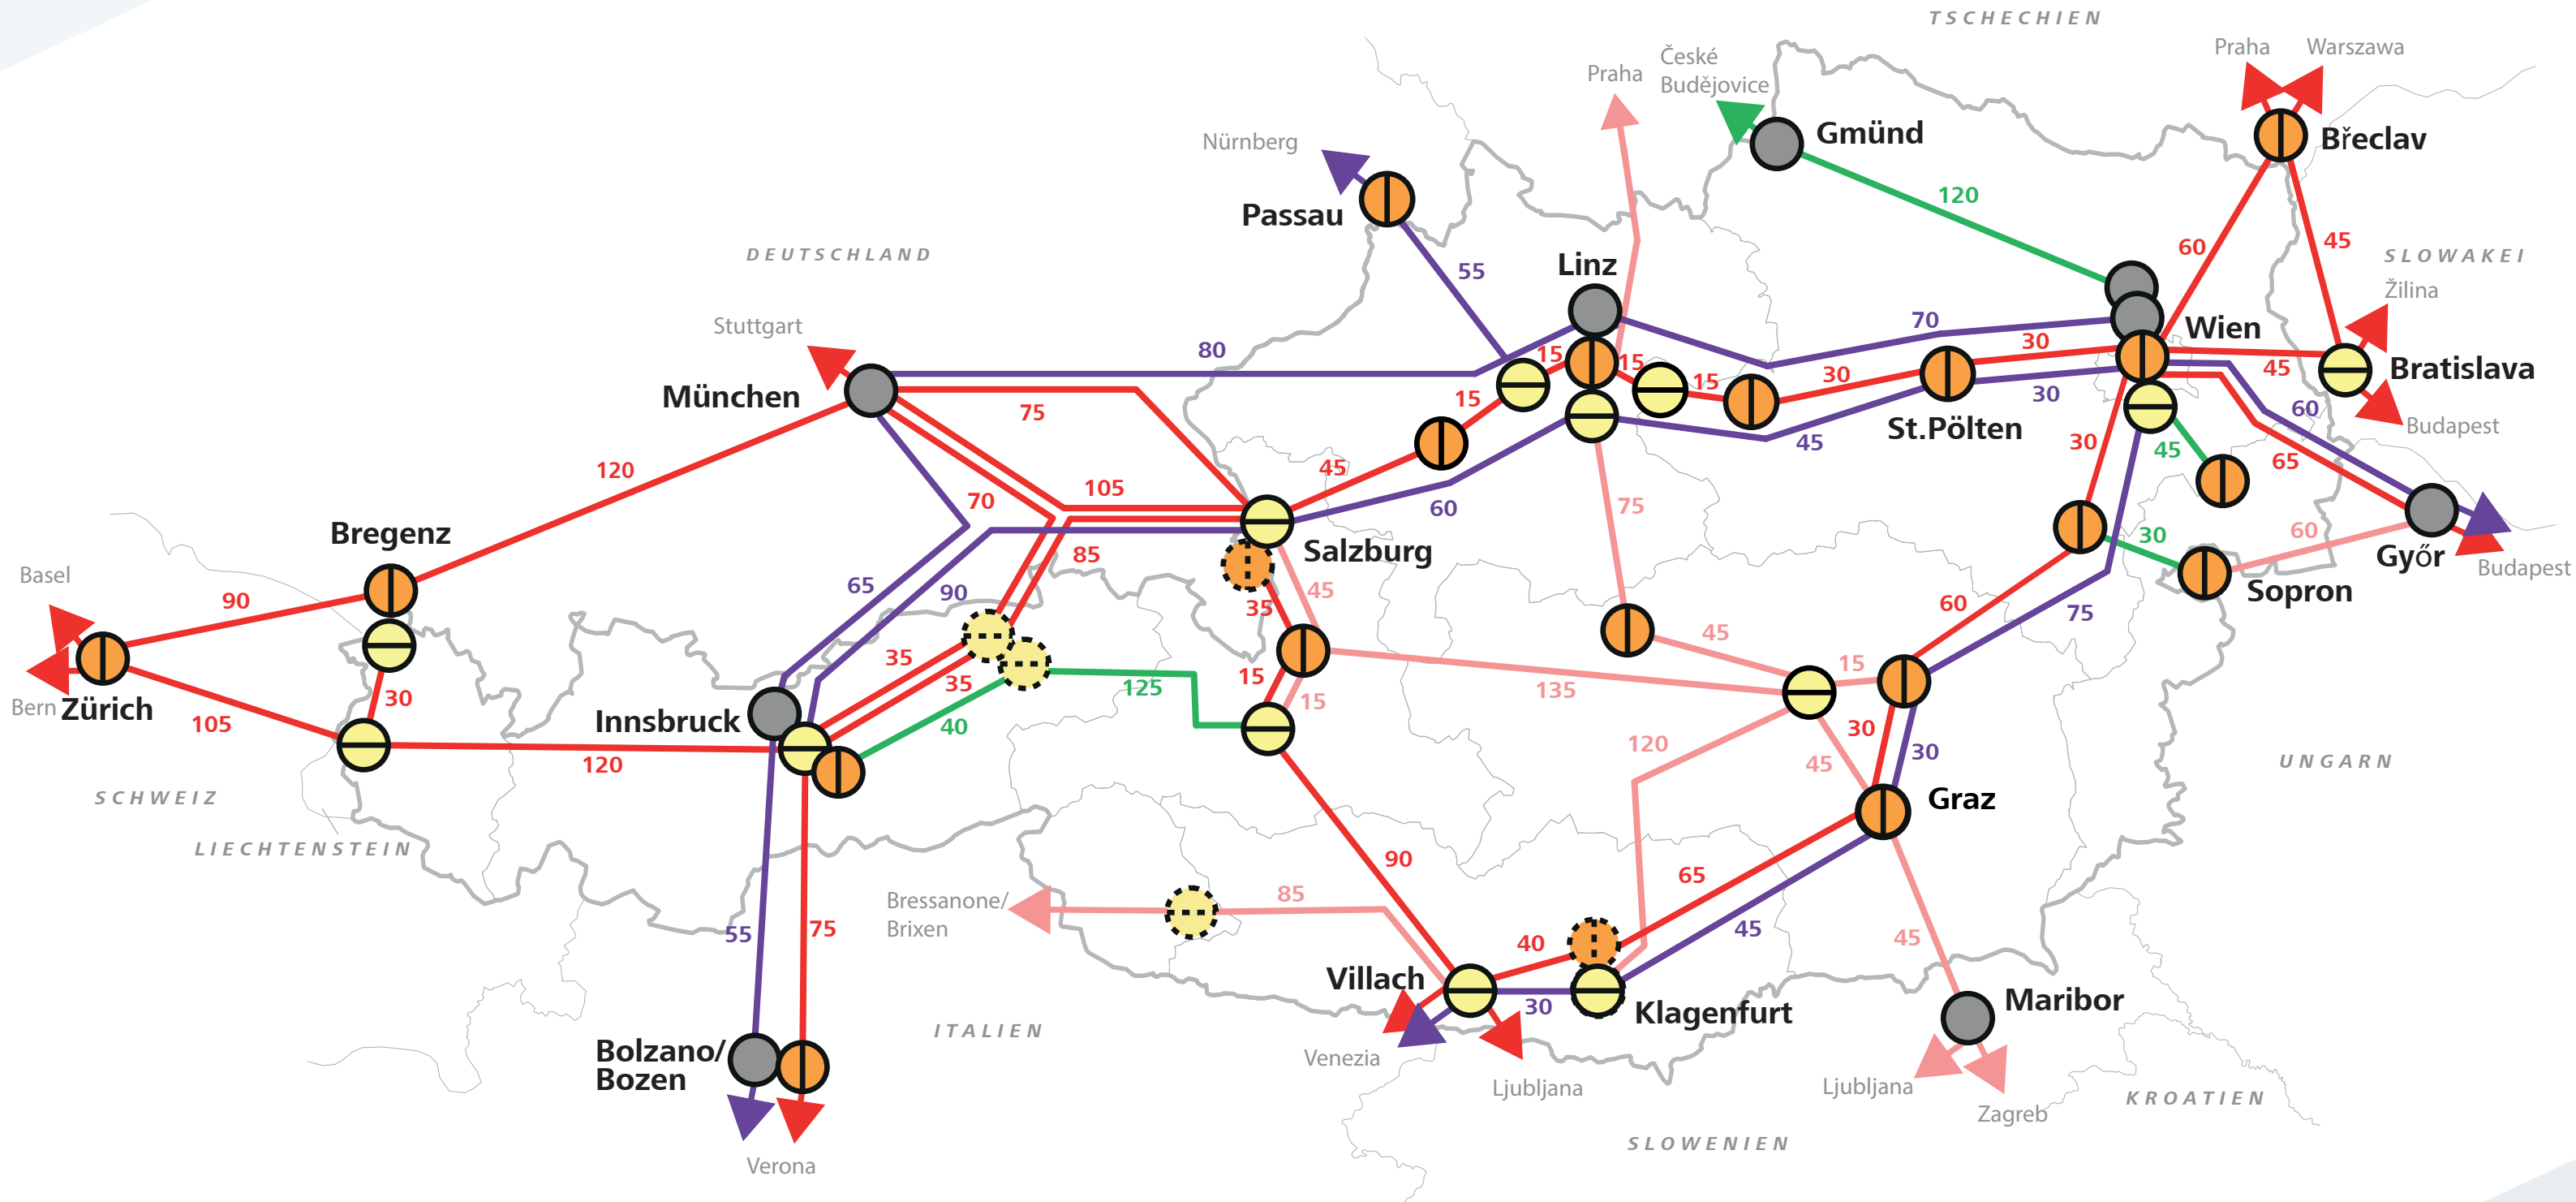 TSCHECHIEN
Praha
Warszawa
Praha
České
Budějovice
Gmünd
Břeclav
Nürnberg
Passau
120
60
45
DEUTSCHLAND
55
Linz
SLOWAKEI
Žilina
Stuttgart
70
Wien
80
15
15
30
45
Bratislava
München
75
15
15
30
30
60
Budapest
St.Pölten
120
45
45
30
45
65
70
105
60
75
Bregenz
Salzburg
30
60
Győr
Budapest
Basel
85
65
90
45
35
Sopron
90
60
75
35
45
15
35
15
125
15
135
30
Bern
Zürich
105
Innsbruck
40
120
30
30
UNGARN
120
45
SCHWEIZ
Graz
LIECHTENSTEIN
90
65
Bressanone/
Brixen
85
55
75
45
40
45
Villach
30
Klagenfurt
Maribor
ITALIEN
Bolzano/
Bozen
Venezia
Ljubljana
Ljubljana
Zagreb
KROATIEN
SLOWENIEN
Verona